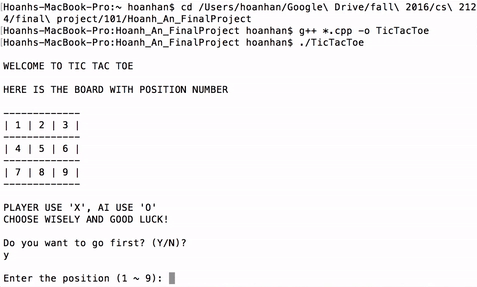 Hoanhs-MacBook-Pro:~ hoanhan$ cd /Users/hoanhan/Google\ Drive/fall\ 2016/cs\ 212
4/final\ project/101/Hoanh_An_FinalProject
[Hoanhs-MacBook-Pro:Hoanh_An_FinalProject hoanhan$ g++ *.cpp -o TicTacToe
[Hoanhs-MacBook-Pro:Hoanh_An_FinalProject hoanhan$ ./TicTacToe
WELCOME TO TIC TAC TOE
HERE IS THE BOARD WITH POSITION NUMBER
-------------
| 1 | 2 | 3 |
-------------
| 4 | 5 | 6 |
-------------
| 7 | 8 | 9 |
-------------
PLAYER USE 'X', AI USE 'O'
CHOOSE WISELY AND GOOD LUCK!
Do you want to go first? (Y/N)?
y
Enter the position (1 ~ 9):